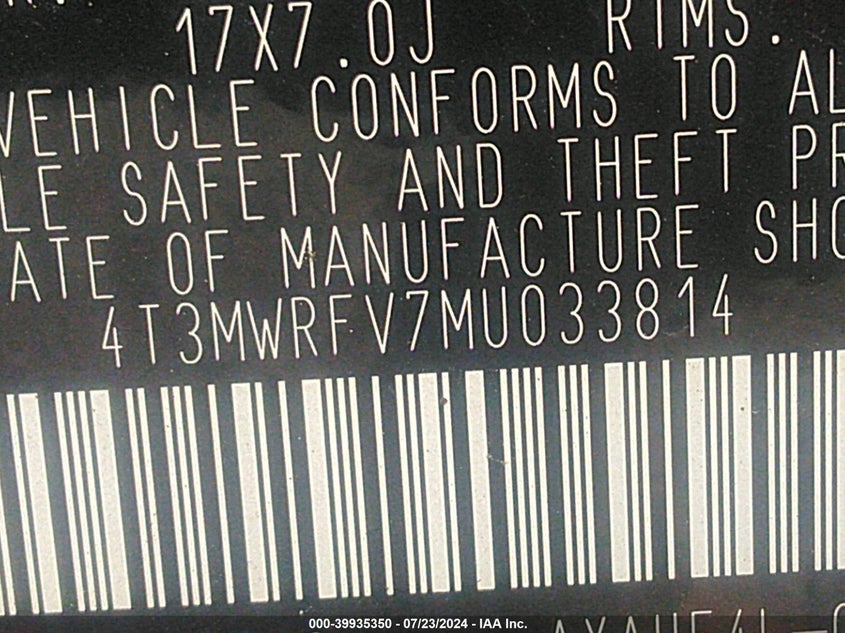 17X7.0J RIMS.
VEHICLE CONFORMS TO AL
LE SAFETY AND THEFT PR
ATE OF MANUFACTURE SHO
4T3MWRFV7MU033814
AXAUF4L-
000-39935350 - 07/23/2024 - IAA Inc.